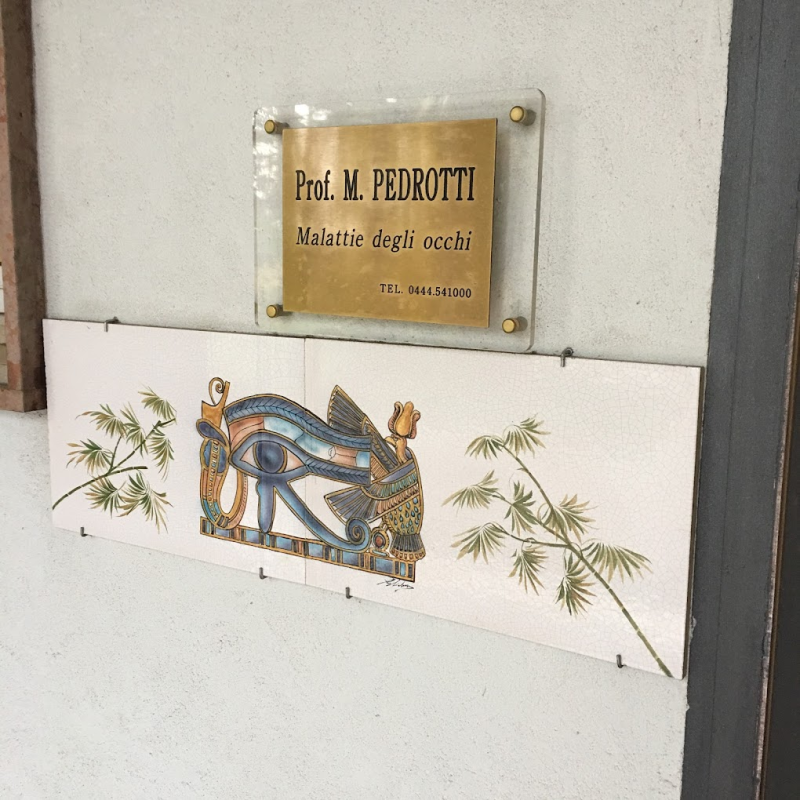 Prof. M. PEDROTTI
Malattie degli occhi
TEL. 0444.541000